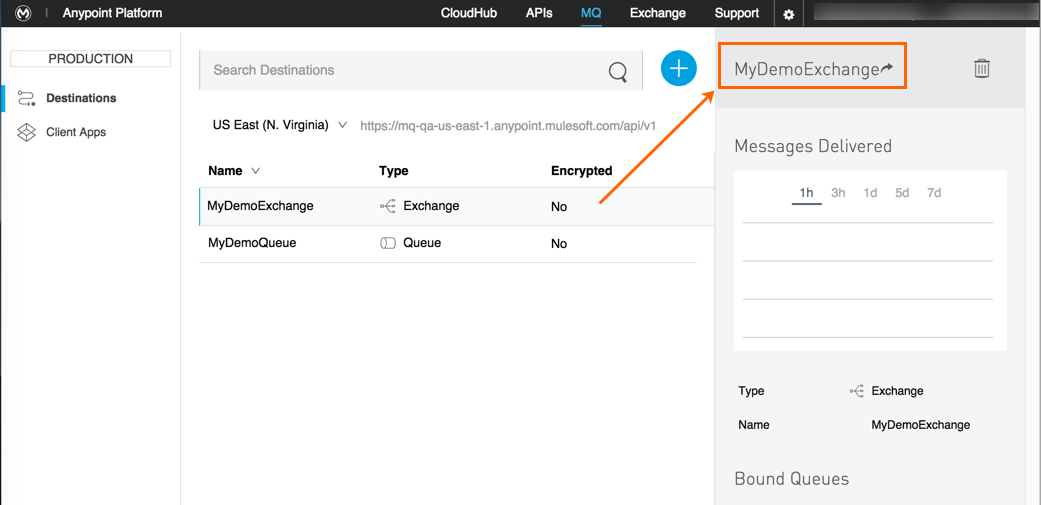 Anypoint Platform CloudHub APIs MQ Exchange Support
PRODUCTION
Destinations
Client Apps
Search Destinations
US East (N. Virginia) https://mq-qa-us-east-1.anypoint.mulesoft.com/api/v1
Name Type Encrypted
MyDemoExchange Exchange No
MyDemoQueue Queue No
MyDemoExchange
Messages Delivered
1h 3h 1d 5d 7d
Type Exchange
Name MyDemoExchange
Bound Queues